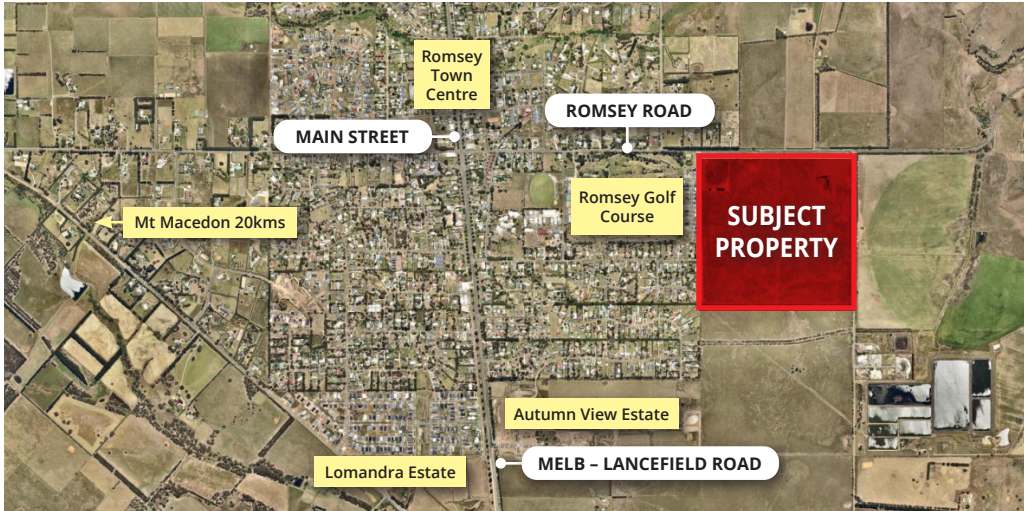 Romsey
Town
Centre
MAIN STREET
ROMSEY ROAD
Romsey Golf
Course
SUBJECT
PROPERTY
Mt Macedon 20kms
Autumn View Estate
Lomandra Estate
MELB – LANCEFIELD ROAD